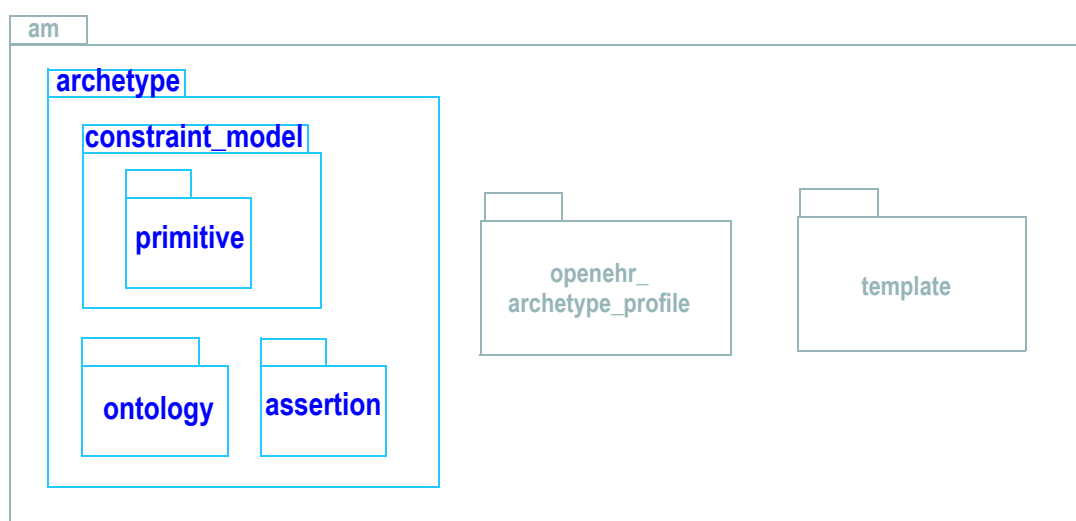 am
archetype
constraint_model
primitive
openehr_
archetype_profile
template
ontology
assertion